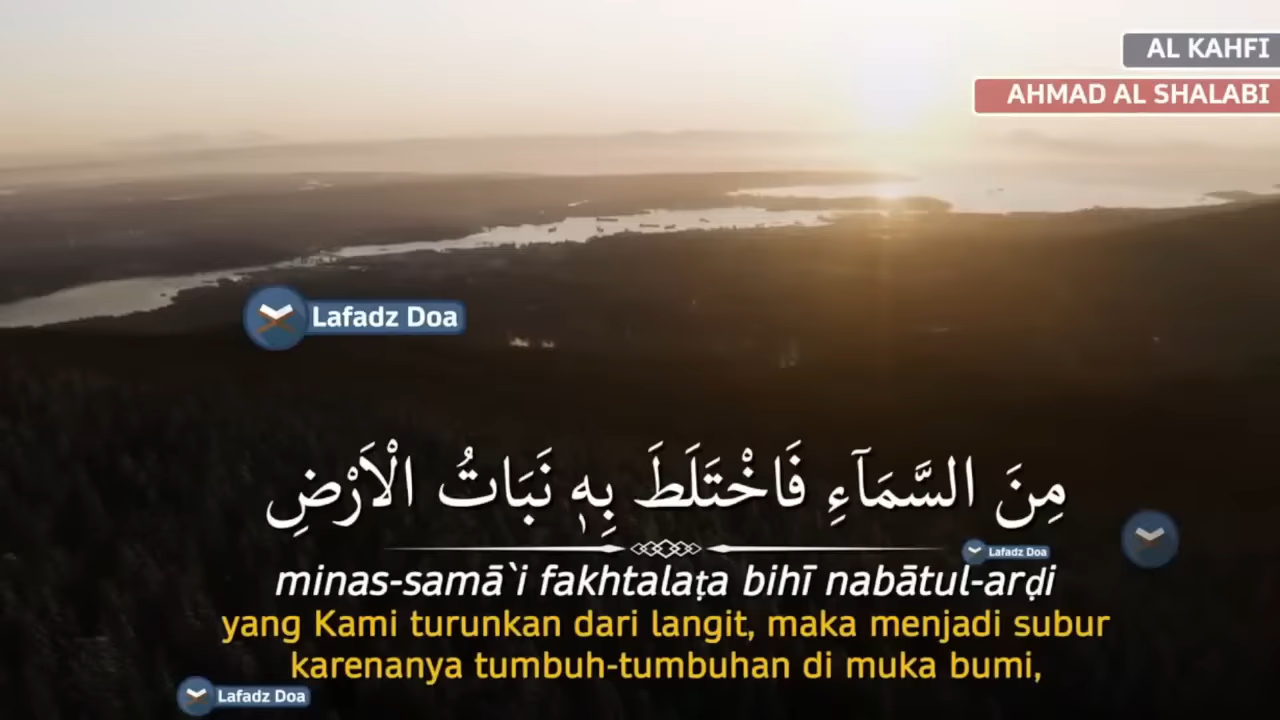 AL KAHFI
AHMAD AL SHALABI
Lafadz Doa
مِنَ السَّمَآءِ فَاخْتَلَطَ بِهٖ نَبَاتُ الْاَرْضِ
Lafadz Doa
minas-samā`i fakhtalaṭa bihī nabātul-arḍi
yang Kami turunkan dari langit, maka menjadi subur
karenanya tumbuh-tumbuhan di muka bumi,
Lafadz Doa